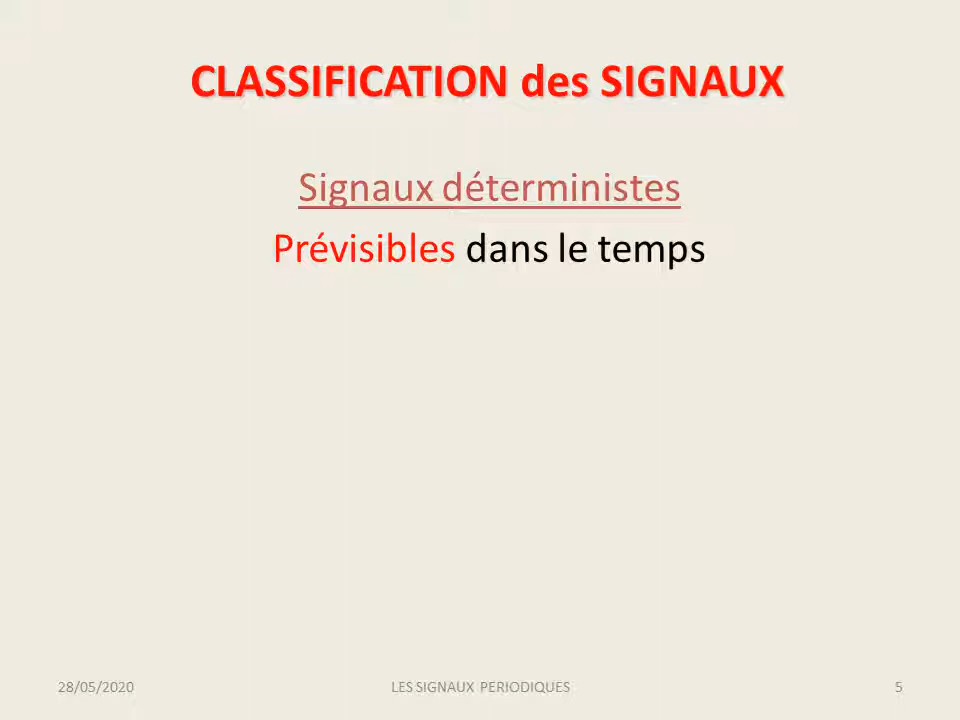 CLASSIFICATION des SIGNAUX
Signaux déterministes
Prévisibles dans le temps
28/05/2020
LES SIGNAUX PERIODIQUES
5